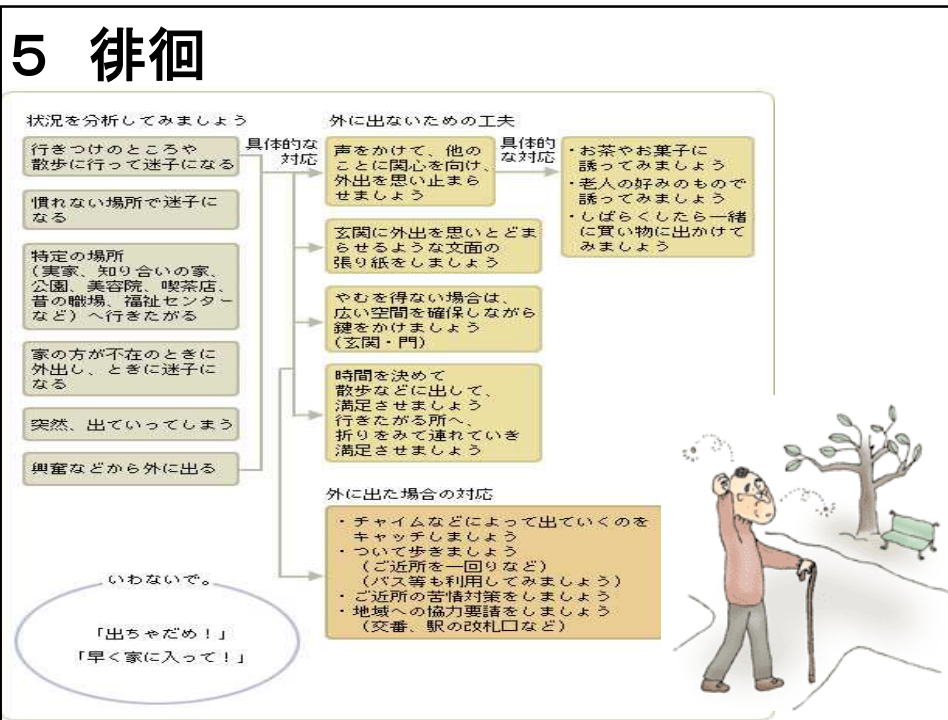 5 徘徊
状況を分析してみましょう
行きつけのところや
散歩に行って迷子になる
慣れない場所で迷子に
なる
特定の場所
(実家、知り合いの家、
公園、美容院、喫茶店、
昔の職場、福祉センター
など)へ行きたがる
家の方が不在のときに
外出し、ときに迷子に
なる
突然、出ていってしまう
興奮などから外に出る
具体的な
対応
外に出ないための工夫
声をかけて、他の
ことに関心を向け、
外出を思い止まら
せましょう
玄関に外出を思いとどま
らせるような文面の
張り紙をしましょう
やむを得ない場合は、
広い空間を確保しながら
鍵をかけましょう
(玄関・門)
時間を決めて
散歩などに出して、
満足させましょう
行きたがる所へ、
折りをみて連れていき
満足させましょう
具体的
な対応
・お茶やお菓子に
誘ってみましょう
・老人の好みのもので
誘ってみましょう
・しばらくしたら一緒
に買い物に出かけて
みましょう
外に出た場合の対応
・チャイムなどによって出ていくのを
キャッチしましょう
・ついて歩きましょう
(ご近所を一回りなど)
(バス等も利用してみましょう)
・ご近所の苦情対策をしましょう
・地域への協力要請をしましょう
(交番、駅の改札口など)
いわないで。
「出ちゃだめ!」
「早く家に入って!」